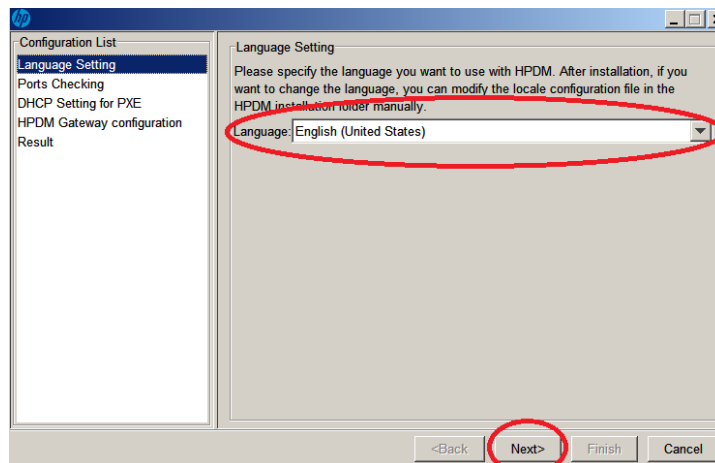 hp
Configuration List
Language Setting
Ports Checking
DHCP Setting for PXE
HPDM Gateway configuration
Result
Language Setting
Please specify the language you want to use with HPDM. After installation, if you
want to change the language, you can modify the locale configuration file in the
HPDM installation folder manually.
Language: English (United States)
<Back Next> Finish Cancel